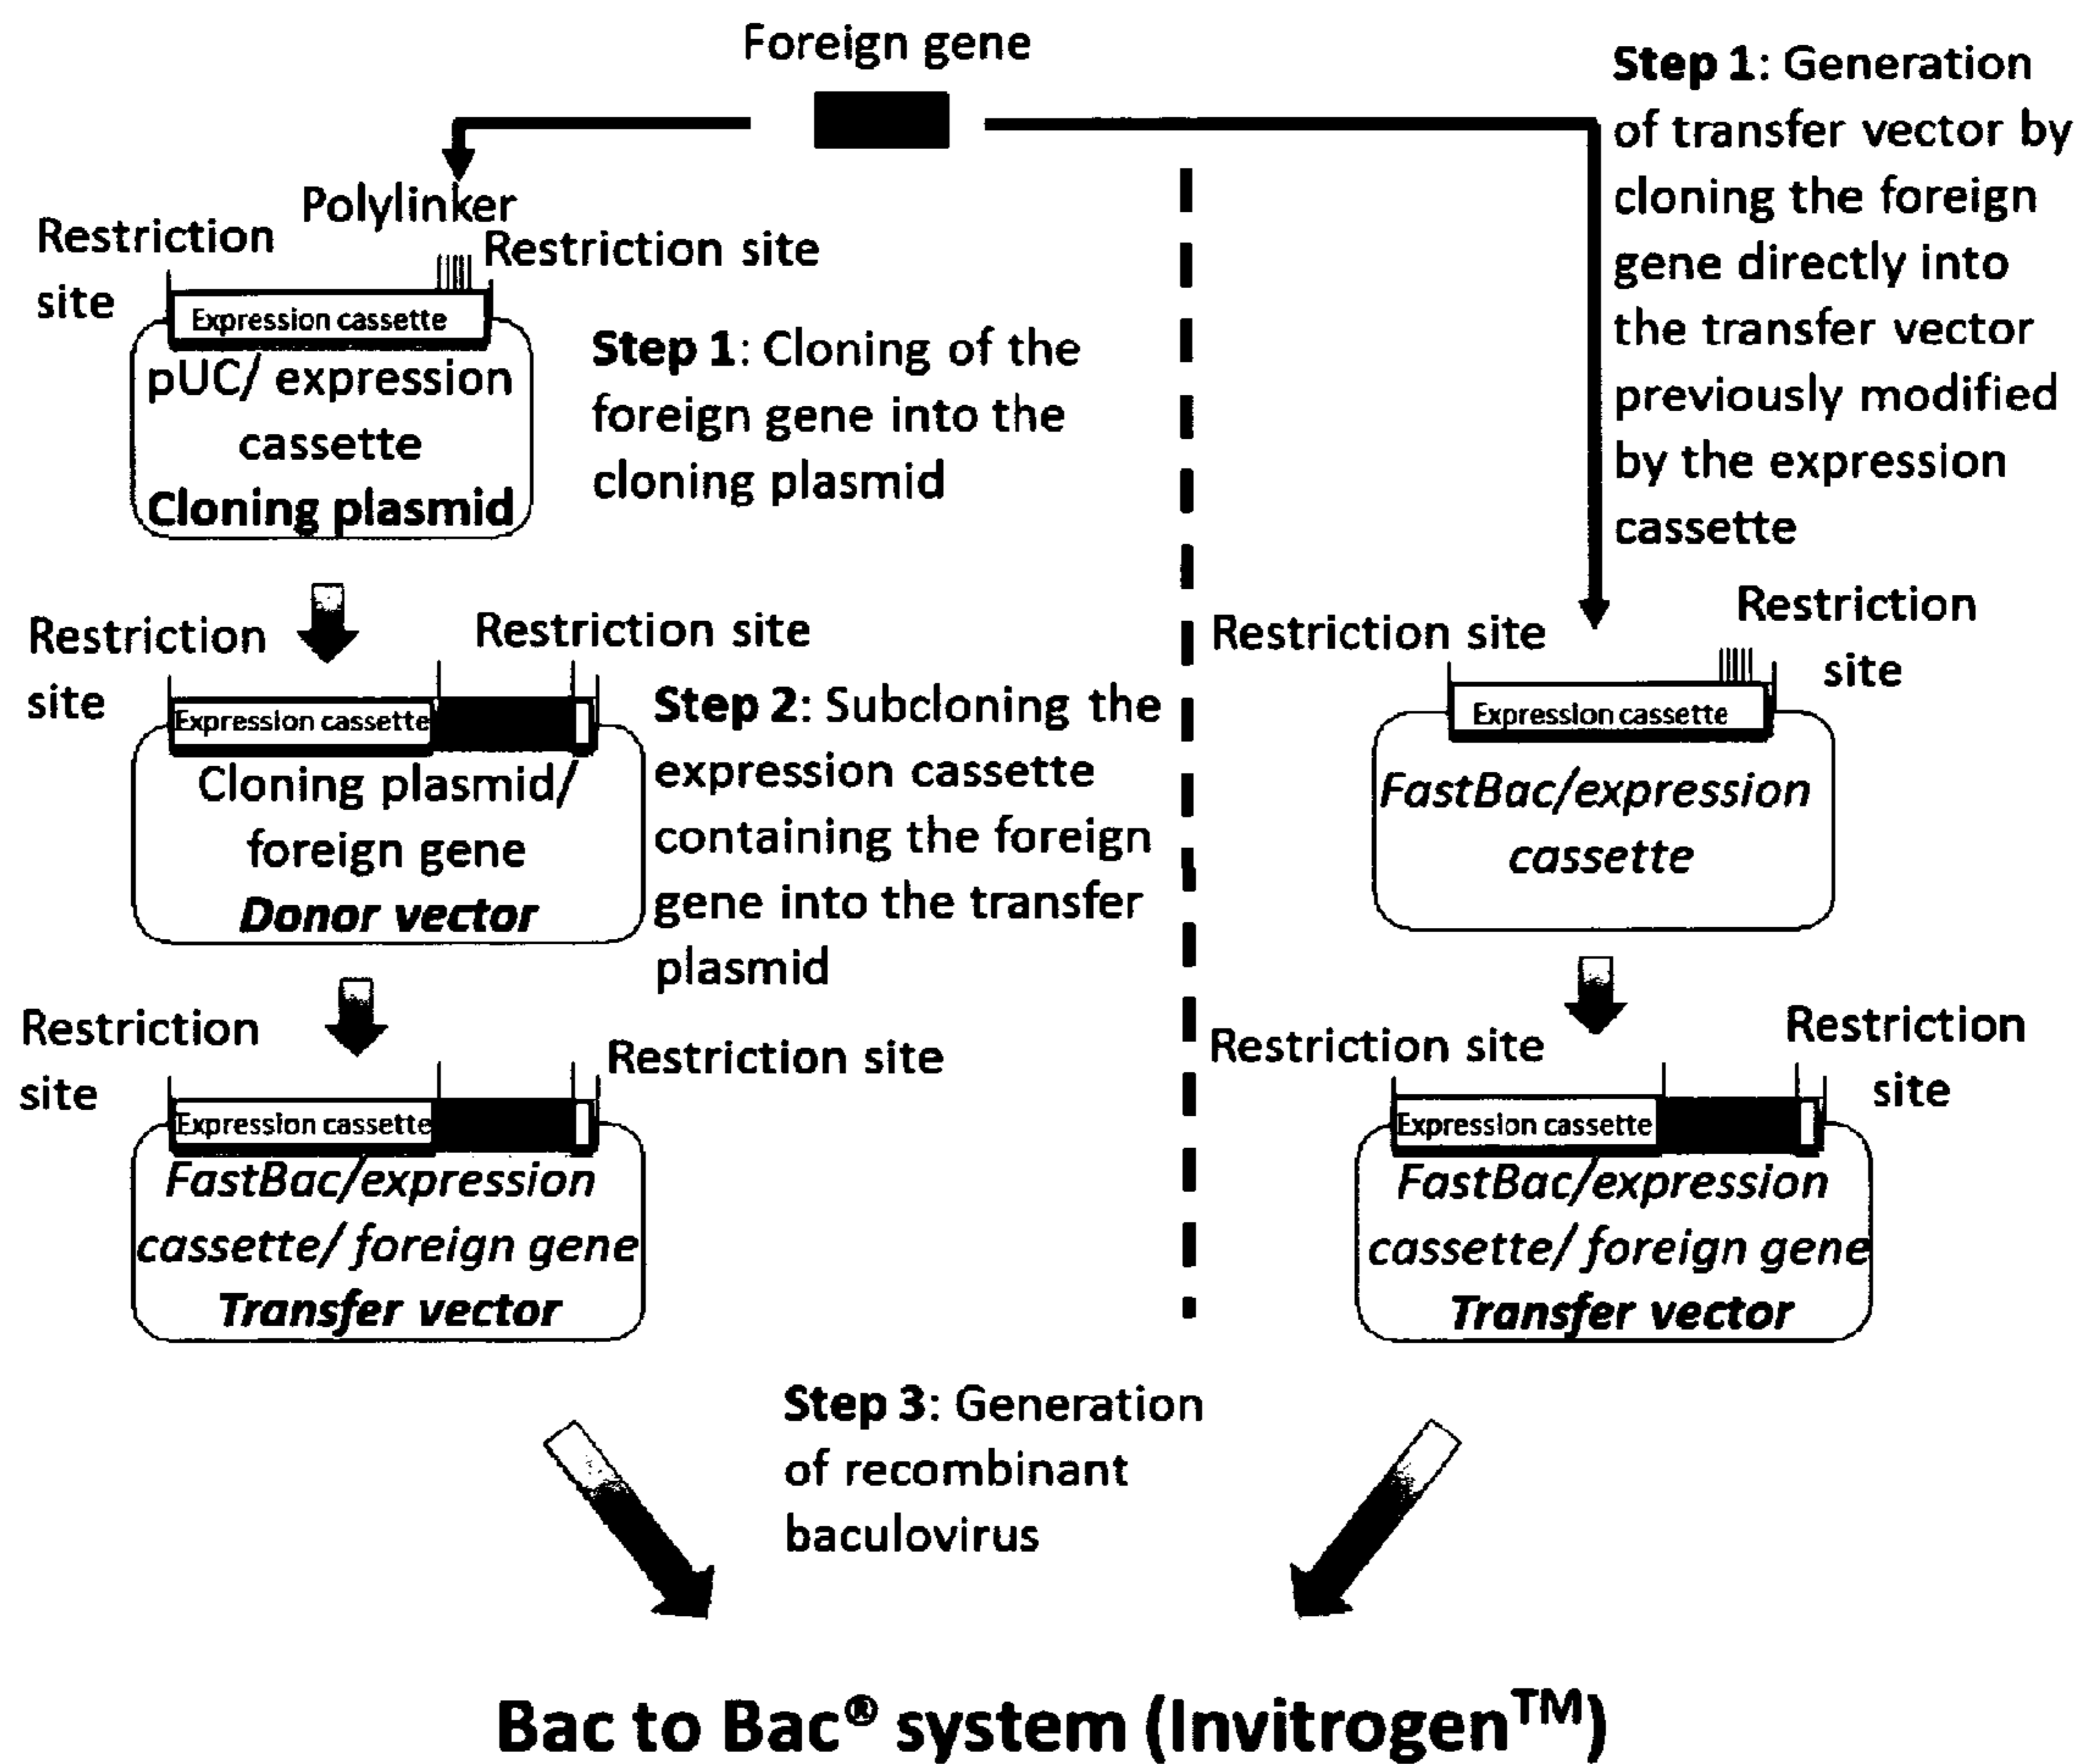 Foreign gene
Step 1: Generation
of transfer vector by
cloning the foreign
gene directly into
the transfer vector
previously modified
by the expression
cassette
Polylinker
Restriction
site
Restriction site
Expression cassette
pUC/ expression
cassette
Cloning plasmid
Step 1: Cloning of the
foreign gene into the
cloning plasmid
Restriction
site
Restriction site
Expression cassette
Cloning plasmid/
foreign gene
Donor vector
Step 2: Subcloning the
expression cassette
containing the foreign
gene into the transfer
plasmid
Restriction site
Restriction
site
Expression cassette
FastBac/expression
cassette
Restriction
site
Restriction site
Expression cassette
FastBac/expression
cassette/ foreign gene
Transfer vector
Restriction site
Restriction
site
Expression cassette
FastBac/expression
cassette/ foreign gene
Transfer vector
Step 3: Generation
of recombinant
baculovirus
Bac to Bac® system (Invitrogen™)